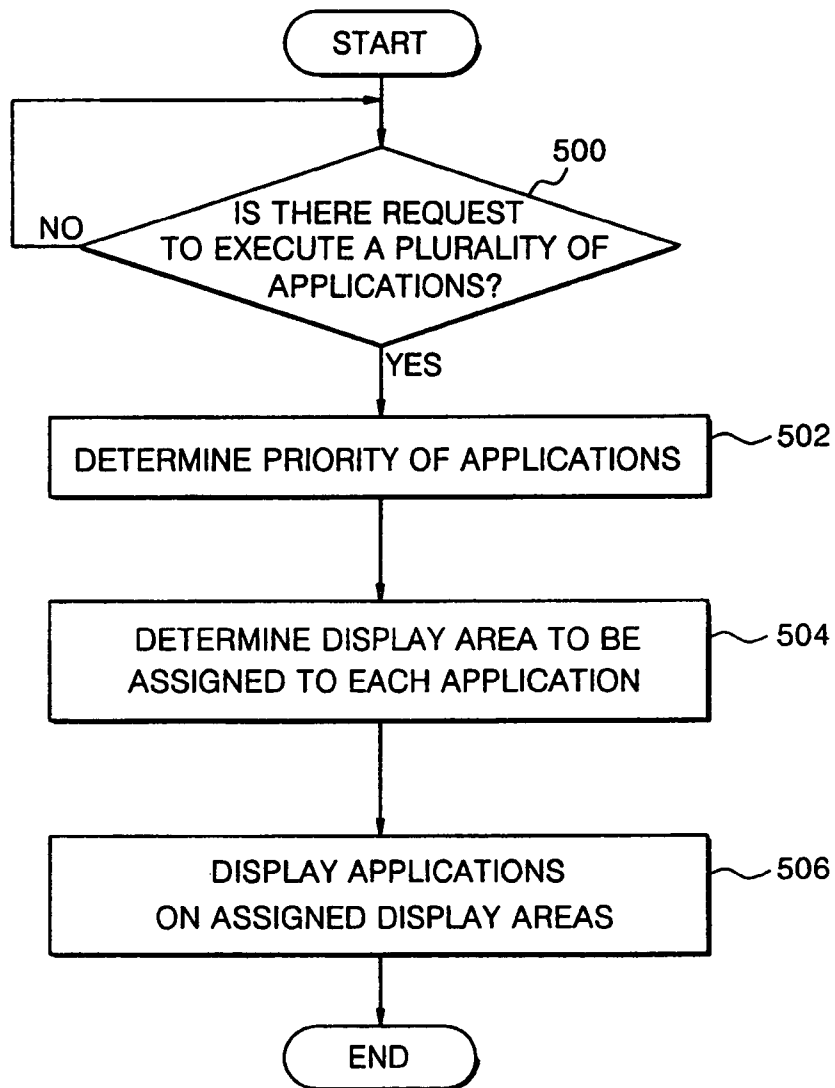 START
500
IS THERE REQUEST
TO EXECUTE A PLURALITY OF
APPLICATIONS?
NO
YES
DETERMINE PRIORITY OF APPLICATIONS
502
DETERMINE DISPLAY AREA TO BE
ASSIGNED TO EACH APPLICATION
504
DISPLAY APPLICATIONS
ON ASSIGNED DISPLAY AREAS
506
END